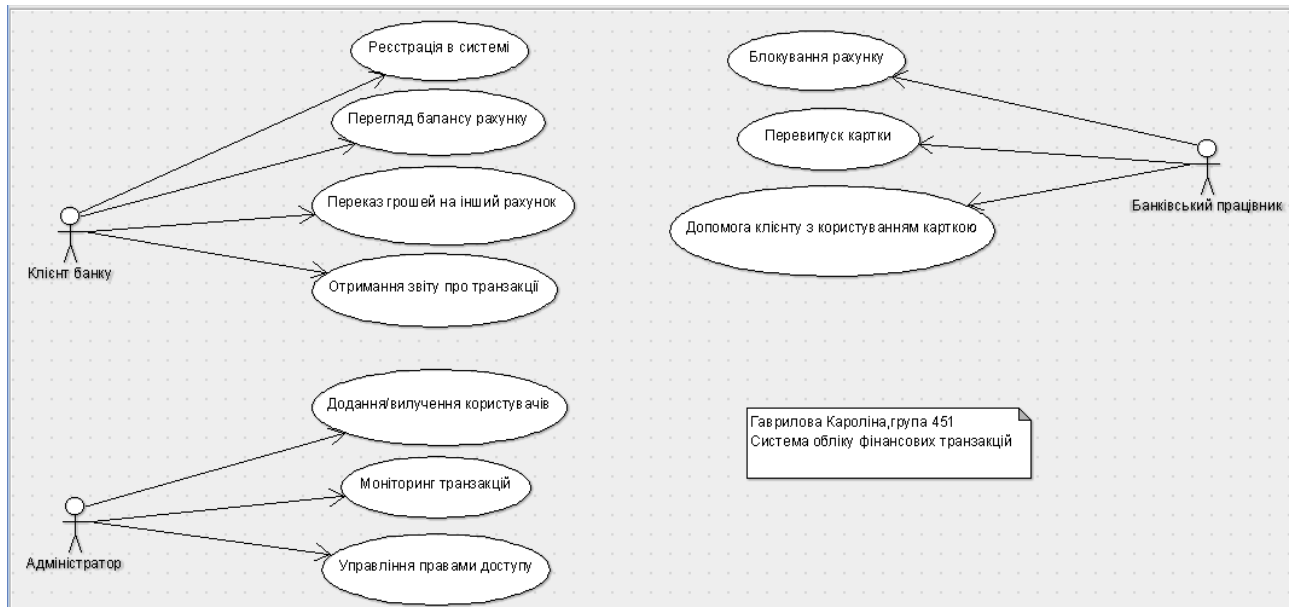 Реєстрація в системі
Перегляд балансу рахунку
Переказ грошей на інший рахунок
Клієнт банку
Отримання звіту про транзакції
Блокування рахунку
Перевипуск картки
Банківський працівник
Допомога клієнту з користуванням карткою
Додання/вилучення користувачів
Моніторинг транзакцій
Адміністратор
Управління правами доступу
Гаврилова Кароліна,група 451
Система обліку фінансових транзакцій